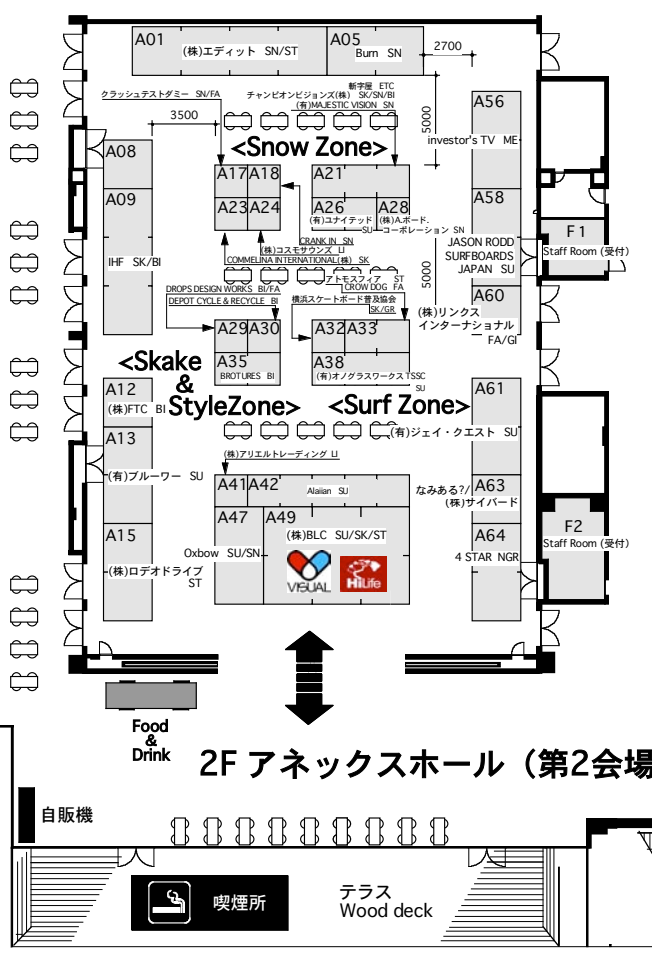 A01
(株)エディット SN/ST
A05
Burn SN
2700
クラッシュテストダミー SN/FA
斬字屋 ETC
チャンピオンビジョンズ(株) SK/SN/BI
(有)MAJESTIC VISION SN
3500
5000
A56
investor's TV ME
<Snow Zone>
A08
A09
IHF SK/BI
A17
A18
A21
A23
A24
A26
A28
(有)ユナイテッド
SU
(株)A.ボード.
コーポレーション SN
CRANK IN SN
(株)コスモサウンズ LI
COMMELINA INTERNATIONAL(株) SK
A58
JASON RODD
SURFBOARDS
JAPAN SU
F1
Staff Room (受付)
アトモスフィア ST
CROW DOG FA
DROPS DESIGN WORKS BI/FA
DEPOT CYCLE & RECYCLE BI
横浜スケートボード普及協会
SK/GR
5000
A60
(株)リンクス
インターナショナル
FA/GI
A29
A30
A35
BROTURES BI
A32
A33
A38
(有)オノグラスワークスTSSC
SU
<Skake
&
StyleZone>
<Surf Zone>
A12
(株)FTC BI
A13
(有)ブルーワー SU
A15
(株)ロデオドライブ
ST
A61
(有)ジェイ・クエスト SU
(株)アリエルトレーディング LI
A41
A42
Alaiian SU
A47
Oxbow SU/SN
A49
(株)BLC SU/SK/ST
VISUAL
HiLife
A63
なみある?/
(株)サイバード
A64
4 STAR NGR
F2
Staff Room (受付)
Food
&
Drink
2F アネックスホール（第2会場
自販機
喫煙所
テラス
Wood deck